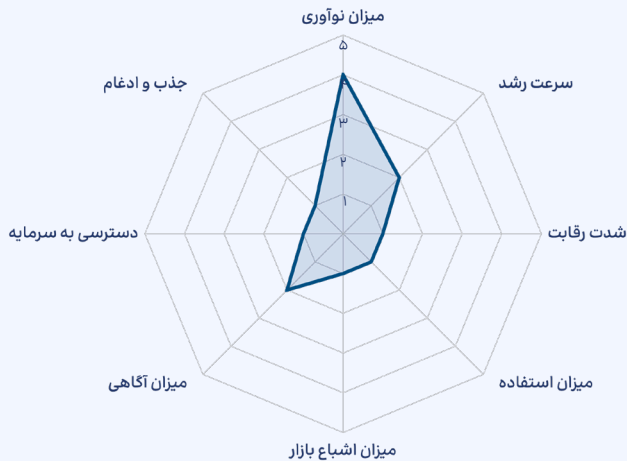 میزان نوآوری
۵
۴
۳
۲
۱
سرعت رشد
جذب و ادغام
شدت رقابت
دسترسی به سرمایه
میزان استفاده
میزان آگاهی
میزان اشباع بازار